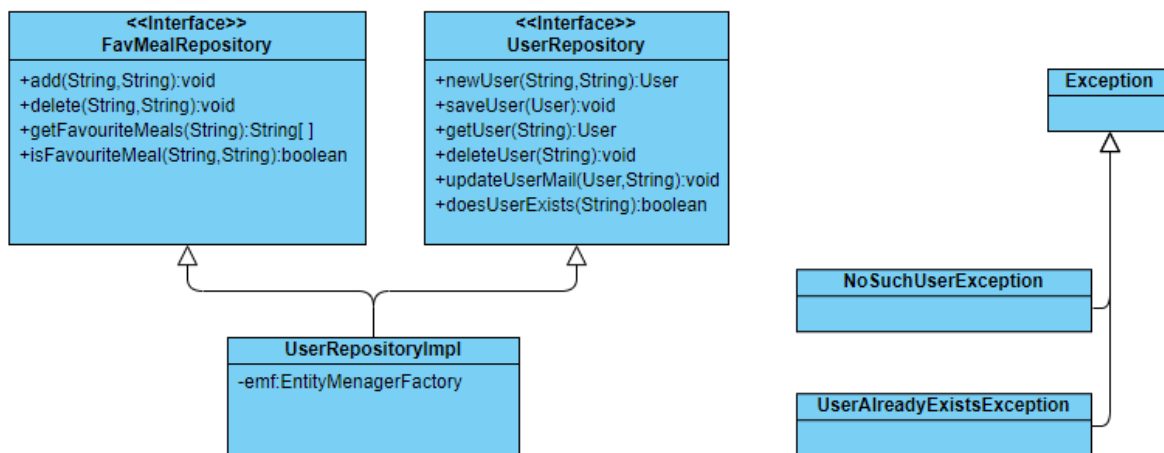 <<Interface>>
FavMealRepository
+add(String,String):void
+delete(String,String):void
+getFavouriteMeals(String):String[ ]
+isFavouriteMeal(String,String):boolean
<<Interface>>
UserRepository
+newUser(String,String):User
+saveUser(User):void
+getUser(String):User
+deleteUser(String):void
+updateUserMail(User,String):void
+doesUserExists(String):boolean
Exception
NoSuchUserException
UserRepositoryImpl
-emf:EntityMenagerFactory
UserAlreadyExistsException